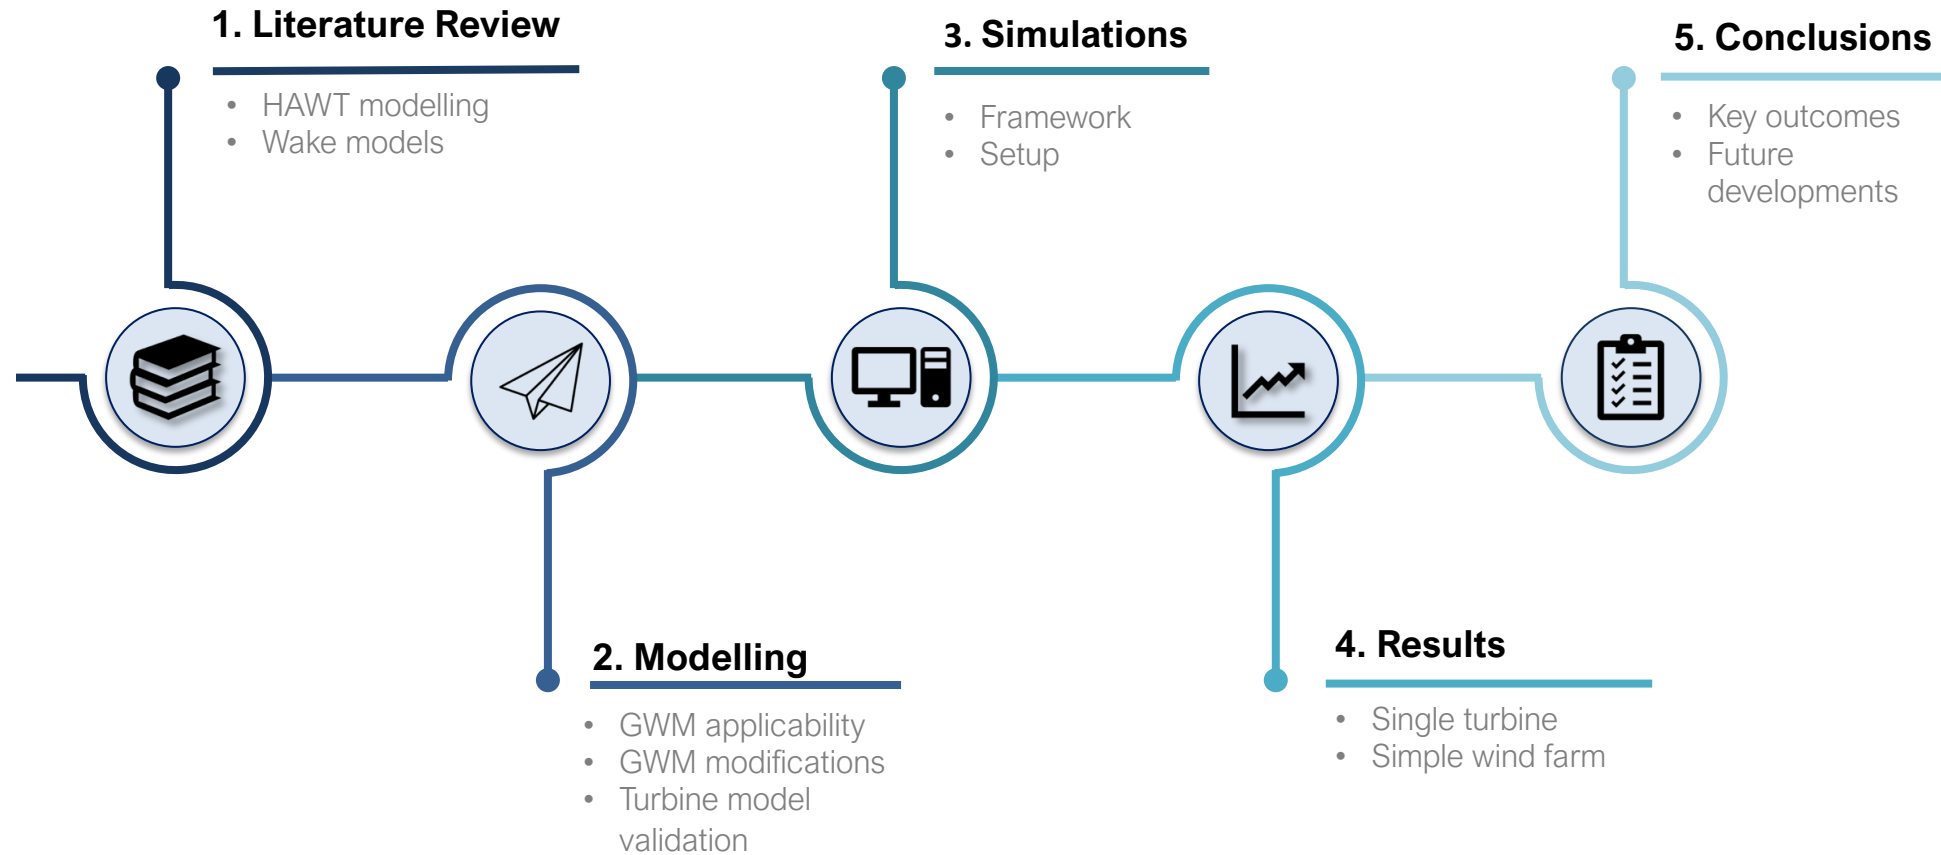 1. Literature Review
• HAWT modelling
• Wake models
2. Modelling
• GWM applicability
• GWM modifications
• Turbine model
validation
3. Simulations
• Framework
• Setup
4. Results
• Single turbine
• Simple wind farm
5. Conclusions
• Key outcomes
• Future
developments